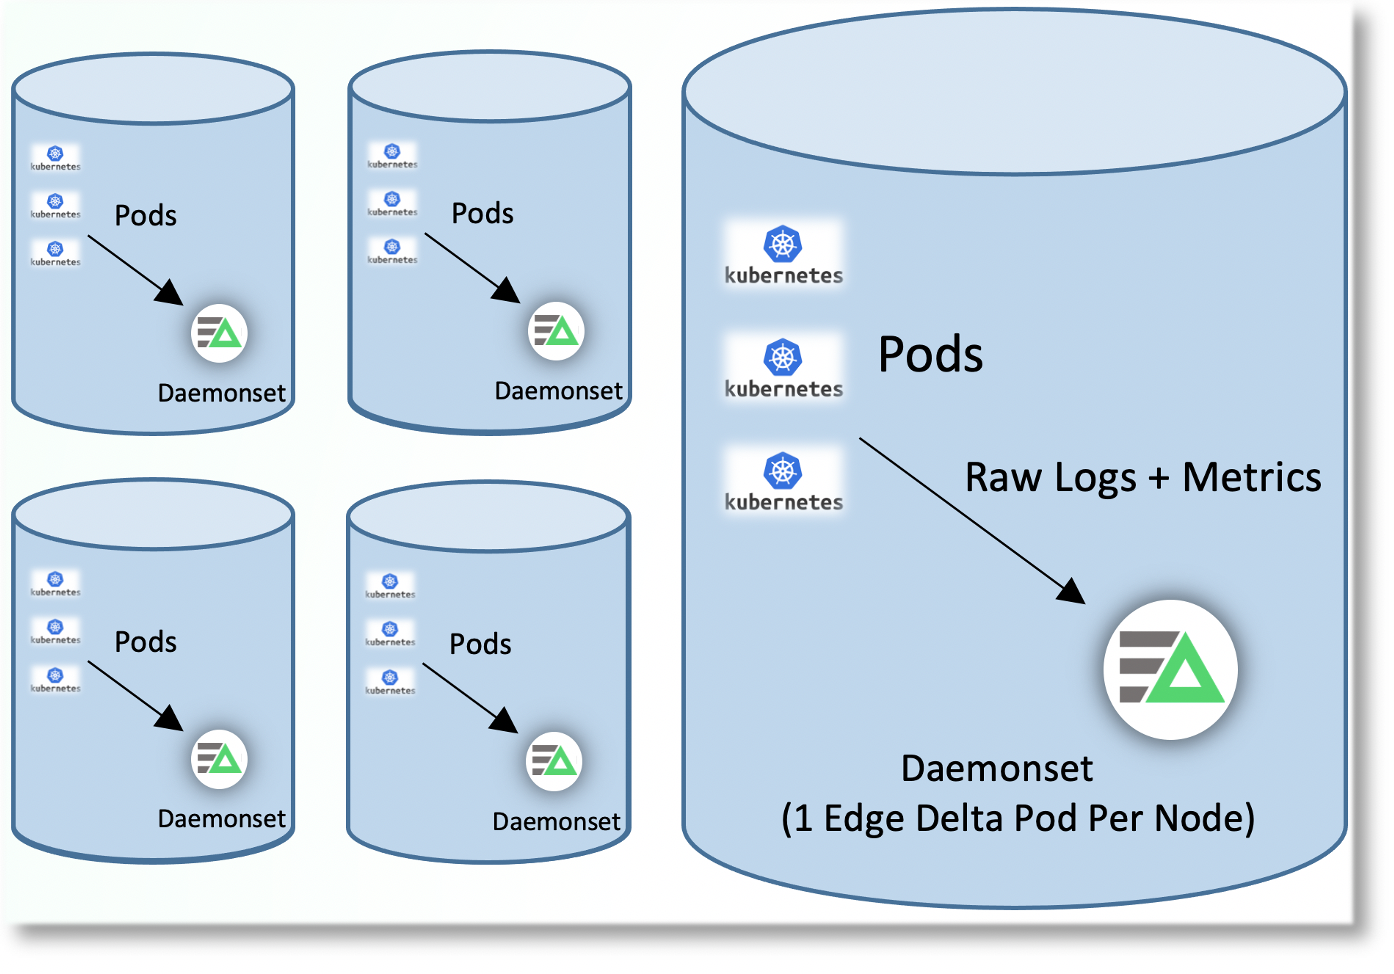 kubernetes
kubernetes
Pods
kubernetes
Daemonset
kubernetes
kubernetes
Pods
kubernetes
Daemonset
kubernetes
kubernetes
Pods
kubernetes
Daemonset
kubernetes
kubernetes
Pods
kubernetes
Daemonset
kubernetes
Pods
kubernetes
Raw Logs + Metrics
kubernetes
Daemonset
(1 Edge Delta Pod Per Node)